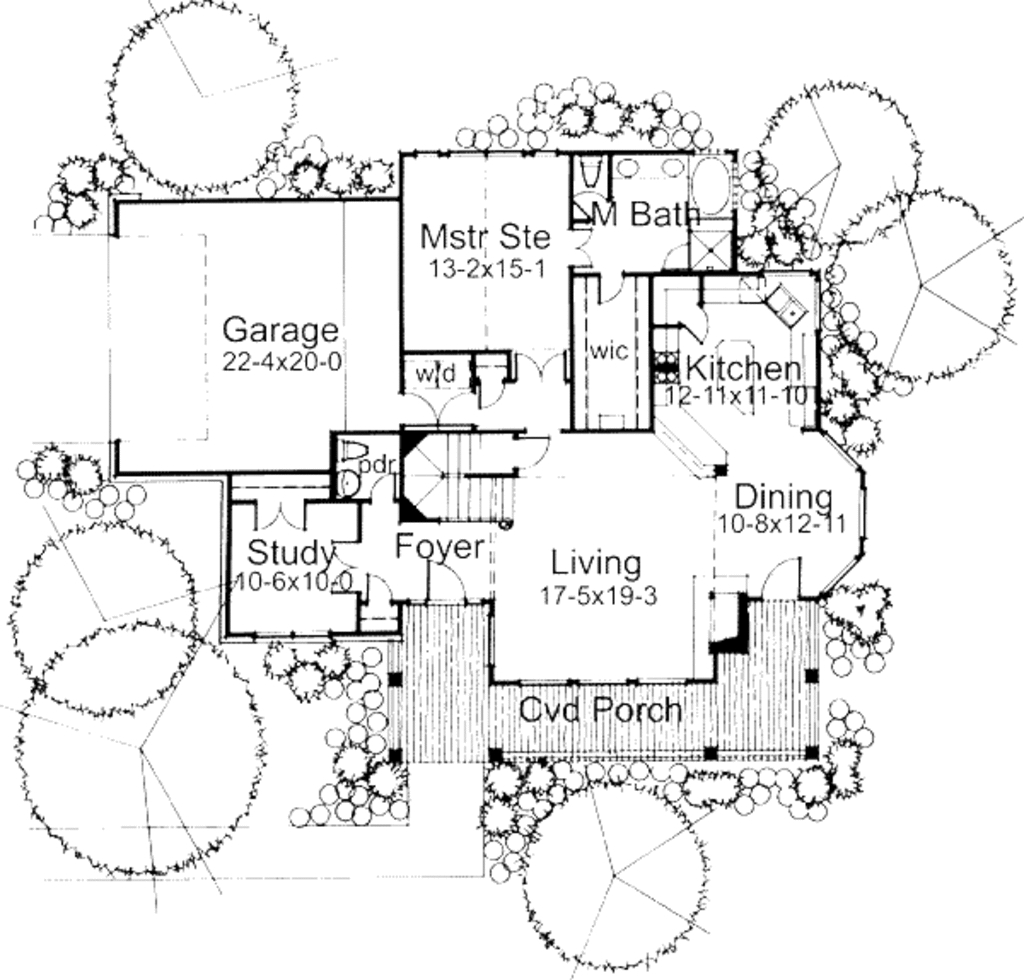 M Bath
Mstr Ste
13-2x15-1
Garage
22-4x20-0
wic
w/d
Kitchen
12-11x11-10
pdr
Dining
10-8x12-11
Foyer
Study
10-6x10-0
Living
17-5x19-3
Cvd Porch